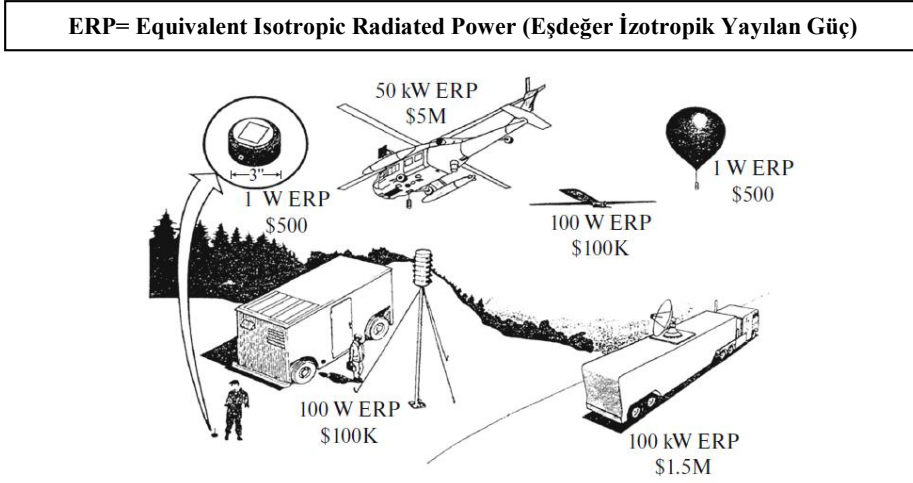 ERP= Equivalent Isotropic Radiated Power (Eşdeğer İzotropik Yayılan Güç)
50 kW ERP
$5M
3"
1 W ERP
$500
1 W ERP
$500
100 W ERP
$100K
100 W ERP
$100K
100 kW ERP
$1.5M